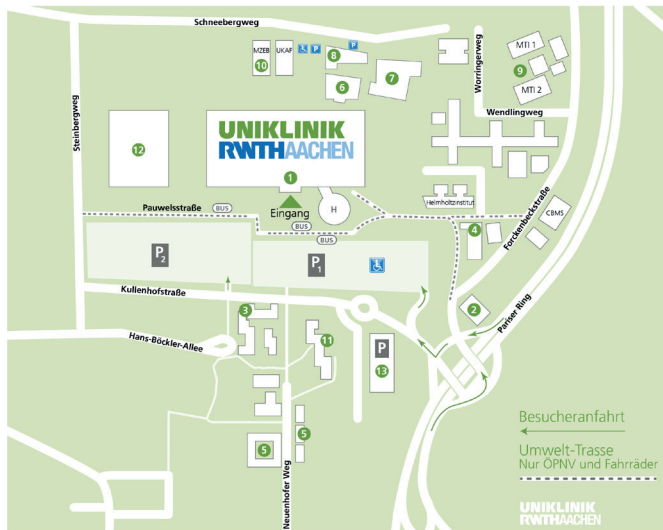 Schneebergweg
MZEB
UKAF
P
P
8
10
7
6
Worringerweg
MTI 1
9
MTI 2
Wendlingweg
Steinbergweg
12
UNIKLINIK
RWTHAACHEN
1
Eingang
H
Pauwelsstraße
BUS
BUS
BUS
Helmholtzinstitut
4
CBMS
Forckenbeckstraße
P2
P1
Kullenhofstraße
2
Pariser Ring
3
Hans-Böckler-Allee
11
P
13
5
5
Neuenhofer Weg
Besucheranfahrt
Umwelt-Trasse
Nur ÖPNV und Fahrräder
UNIKLINIK
RWTHAACHEN